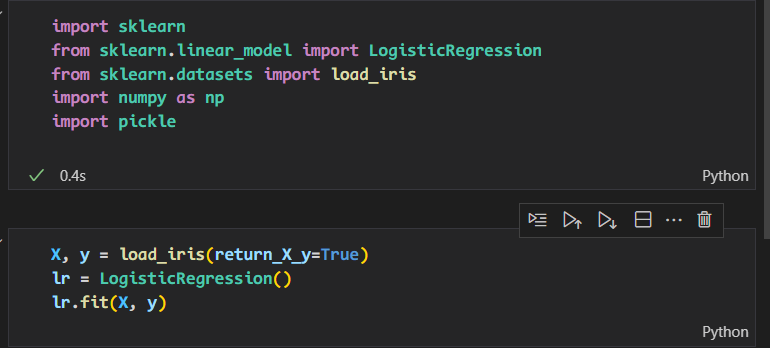 import sklearn
from sklearn.linear_model import LogisticRegression
from sklearn.datasets import load_iris
import numpy as np
import pickle
0.4s
Python
X, y = load_iris(return_X_y=True)
lr = LogisticRegression()
lr.fit(X, y)
Python